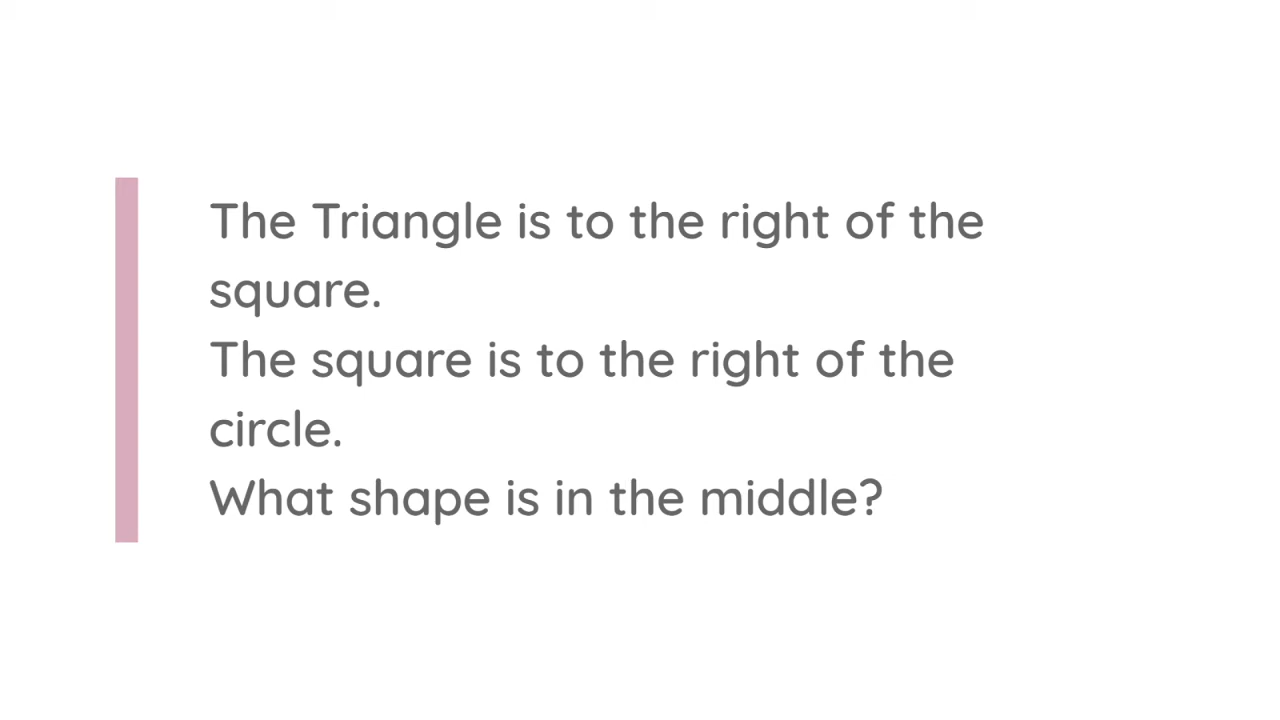 The Triangle is to the right of the
square.
The square is to the right of the
circle.
What shape is in the middle?